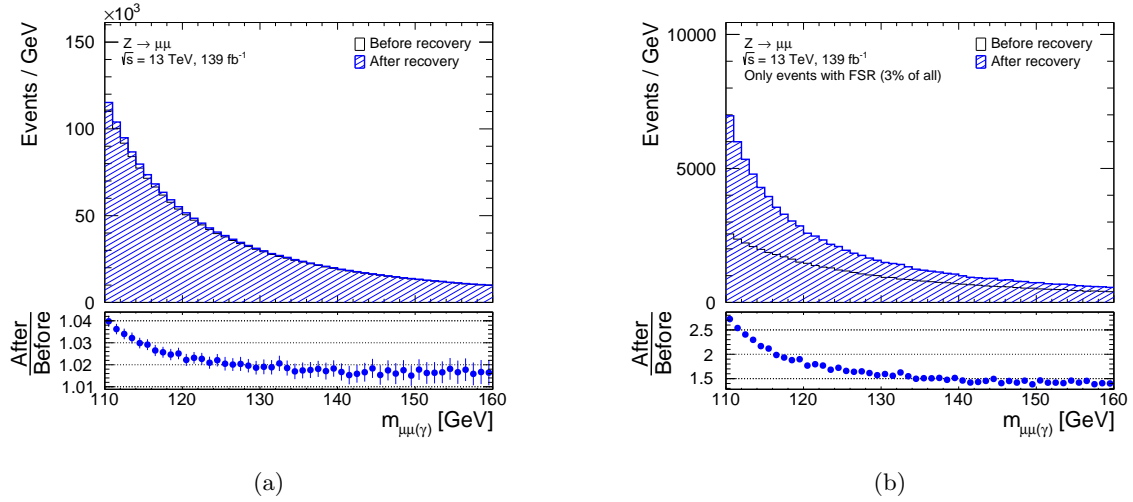 ×10³
Events / GeV
150
100
50
0
Z → μμ
√s = 13 TeV, 139 fb⁻¹
Before recovery
After recovery
After
Before
1.04
1.03
1.02
1.01
110 120 130 140 150 160
m_μμ(γ) [GeV]
(a)
Events / GeV
10000
5000
0
Z → μμ
√s = 13 TeV, 139 fb⁻¹
Only events with FSR (3% of all)
Before recovery
After recovery
After
Before
2.5
2
1.5
110 120 130 140 150 160
m_μμ(γ) [GeV]
(b)